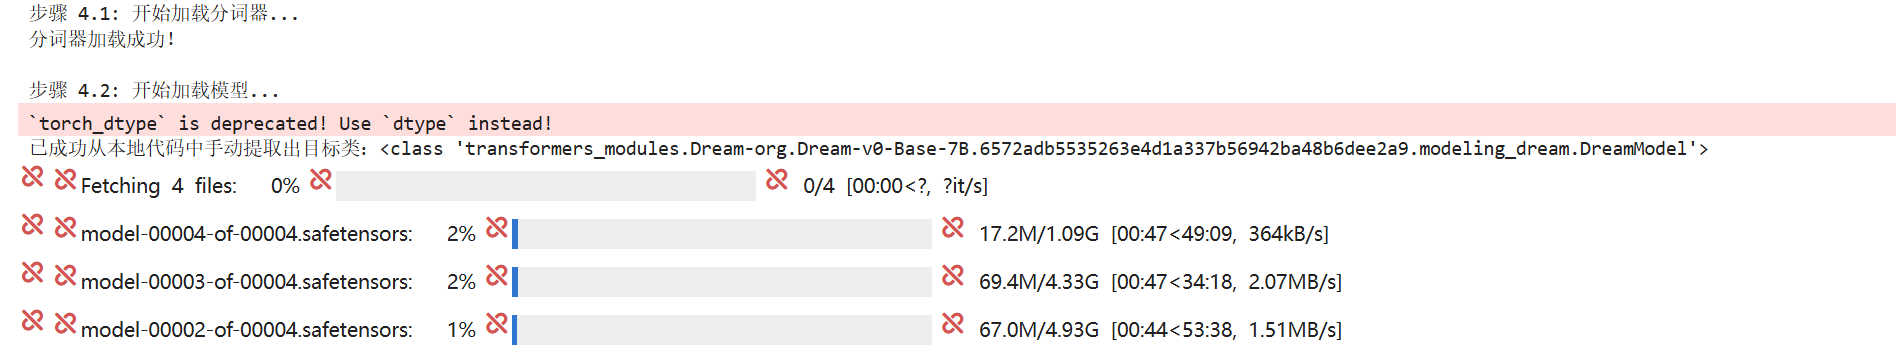 步骤 4.1: 开始加载分词器...
分词器加载成功!
步骤 4.2: 开始加载模型...
`torch_dtype` is deprecated! Use `dtype` instead!
已成功从本地代码中手动提取出目标类: <class 'transformers_modules.Dream-org.Dream-v0-Base-7B.6572adb5535263e4d1a337b56942ba48b6dee2a9.modeling_dream.DreamModel'>
Fetching 4 files: 0% 0/4 [00:00<?, ?it/s]
model-00004-of-00004.safetensors: 2% 17.2M/1.09G [00:47<49:09, 364kB/s]
model-00003-of-00004.safetensors: 2% 69.4M/4.33G [00:47<34:18, 2.07MB/s]
model-00002-of-00004.safetensors: 1% 67.0M/4.93G [00:44<53:38, 1.51MB/s]